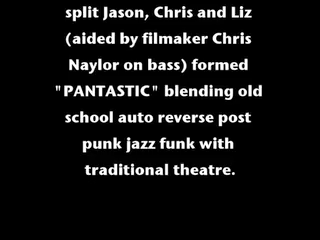 split Jason, Chris and Liz
(aided by filmaker Chris
Naylor on bass) formed
"PANTASTIC" blending old
school auto reverse post
punk jazz funk with
traditional theatre.